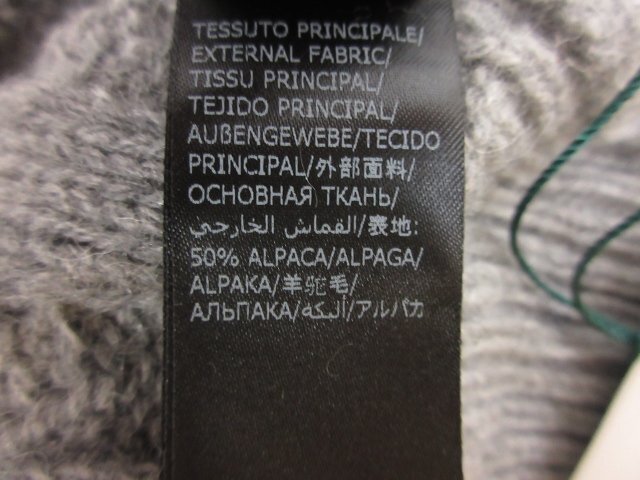 TESSUTO PRINCIPALE/
EXTERNAL FABRIC/
TISSU PRINCIPAL/
TEJIDO PRINCIPAL/
AUßENGEWEBE/TECIDO
PRINCIPAL/外部面料/
ОСНОВНАЯ ТКАНЬ/
القماش الخارجي/表地:
50% ALPACA/ALPAGA/
ALPAKA/羊驼毛/
АЛЬПАКА/ألبكة/アルパカ